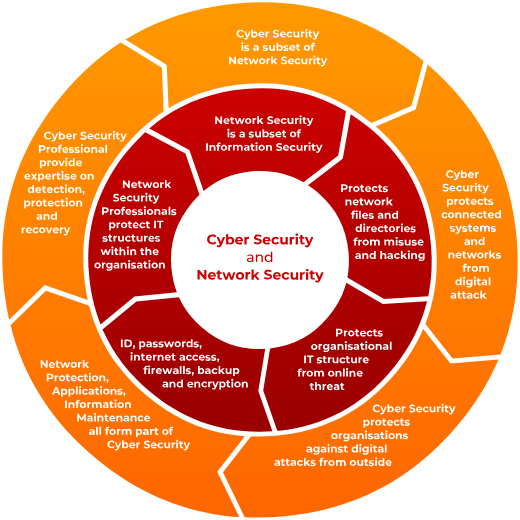 Cyber Security
is a subset of
Network Security
Cyber
Security
protects
connected
systems
and
networks
from
digital
attack
Cyber Security
protects
organisations
against digital
attacks from outside
Network
Protection,
Applications,
Information
Maintenance
all form part of
Cyber Security
Cyber Security
Professional
provide
expertise on
detection,
protection
and
recovery
Network Security
is a subset of
Information Security
Protects
network
files and
directories
from misuse
and hacking
Protects
organisational
IT structure
from online
threat
ID, passwords,
internet access,
firewalls, backup
and encryption
Network
Security
Professionals
protect IT
structures
within the
organisation
Cyber Security
and
Network Security